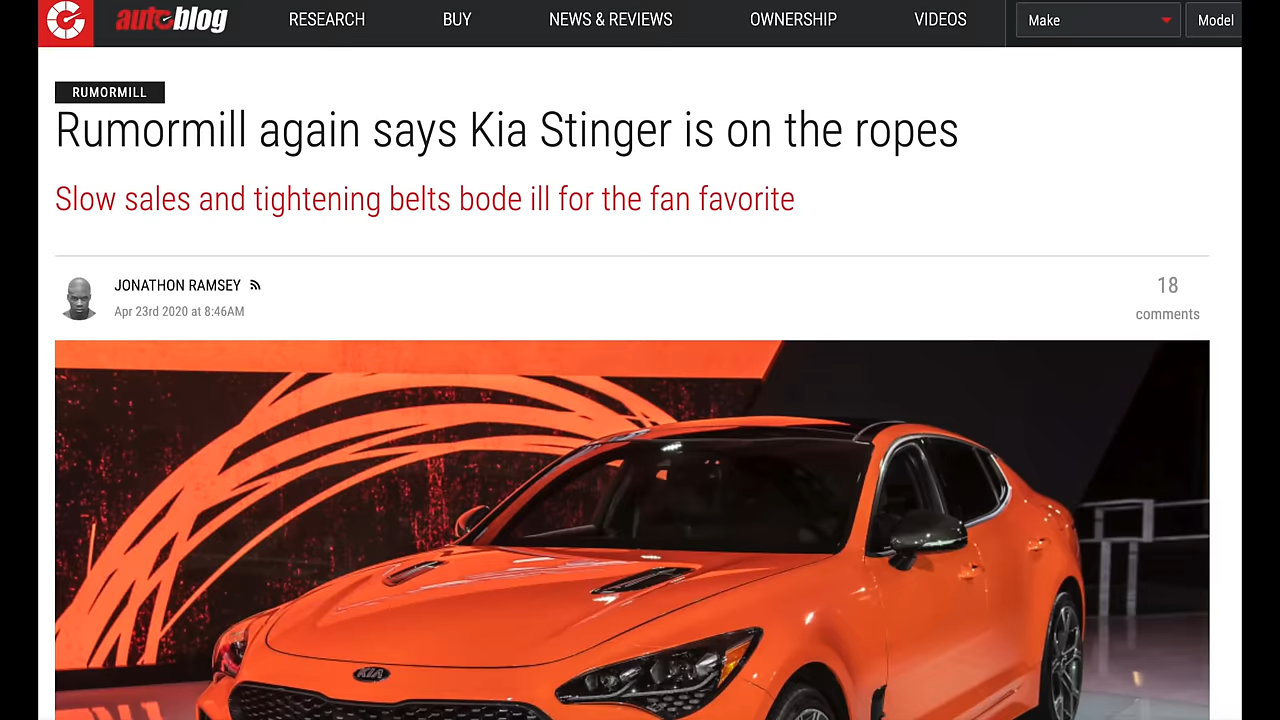 autoblog
RESEARCH
BUY
NEWS & REVIEWS
OWNERSHIP
VIDEOS
Make
Model
RUMORMILL
Rumormill again says Kia Stinger is on the ropes
Slow sales and tightening belts bode ill for the fan favorite
JONATHON RAMSEY
Apr 23rd 2020 at 8:46AM
18
comments
KIA